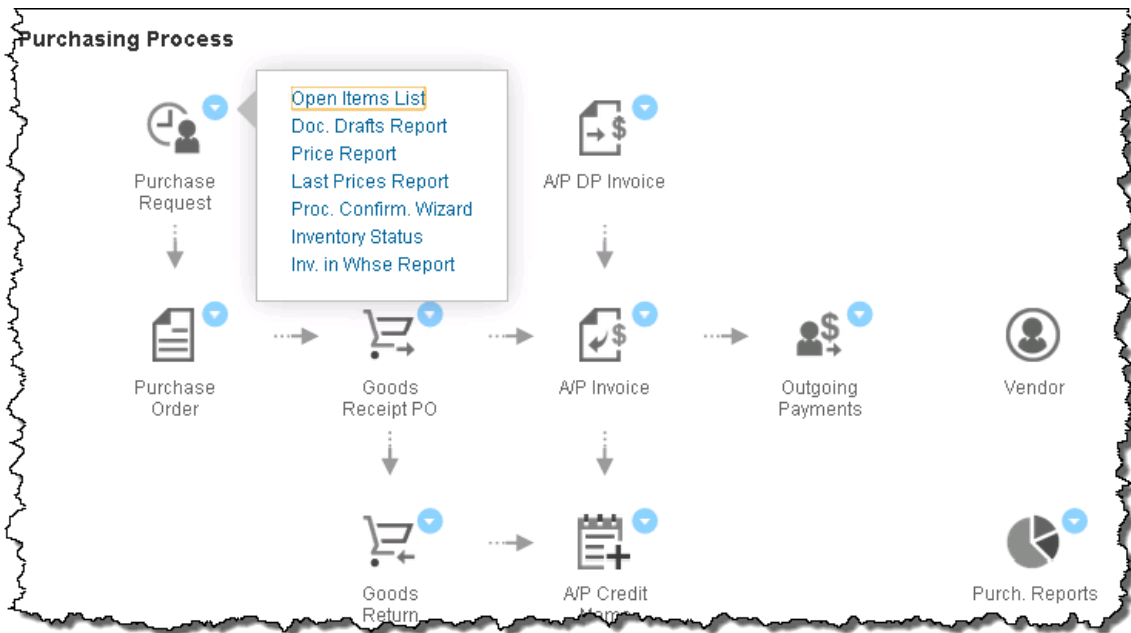 Purchasing Process
Open Items List
Doc. Drafts Report
Price Report
Last Prices Report
Proc. Confirm. Wizard
Inventory Status
Inv. in Whse Report
Purchase
Request
A/P DP Invoice
Purchase
Order
Goods
Receipt PO
A/P Invoice
Outgoing
Payments
Vendor
Goods
Return
A/P Credit
Memo
Purch. Reports